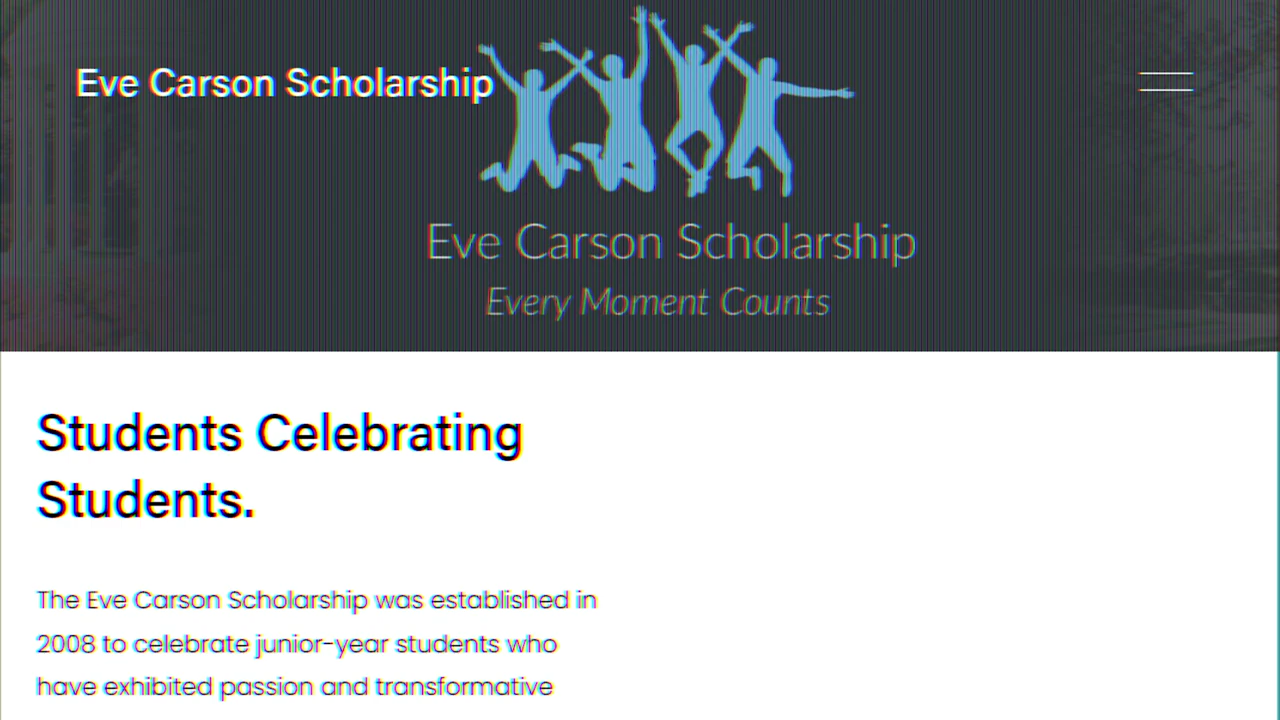 Eve Carson Scholarship
Eve Carson Scholarship
Every Moment Counts
Students Celebrating
Students.
The Eve Carson Scholarship was established in
2008 to celebrate junior-year students who
have exhibited passion and transformative